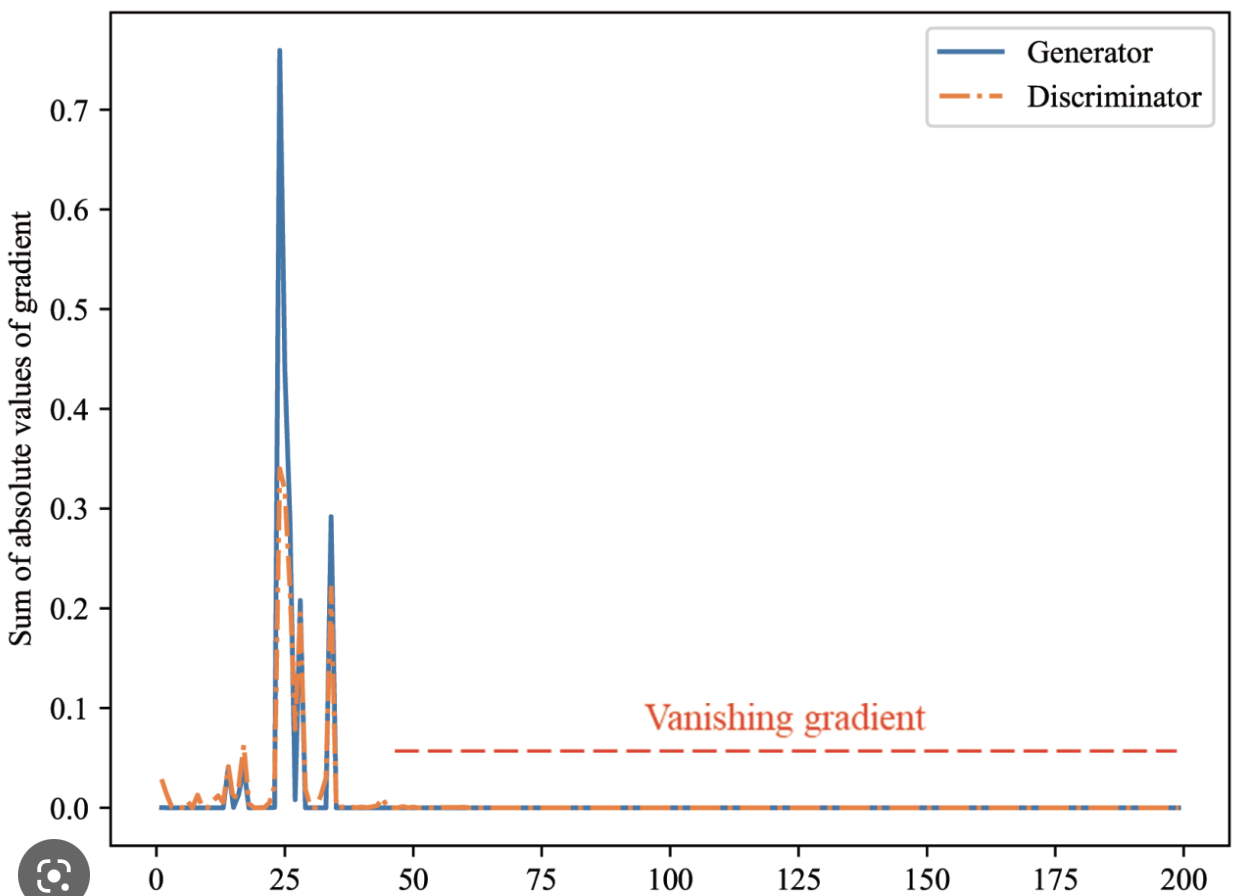 Generator
Discriminator
Sum of absolute values of gradient
0.7
0.6
0.5
0.4
0.3
0.2
0.1
0.0
Vanishing gradient
0 25 50 75 100 125 150 175 200